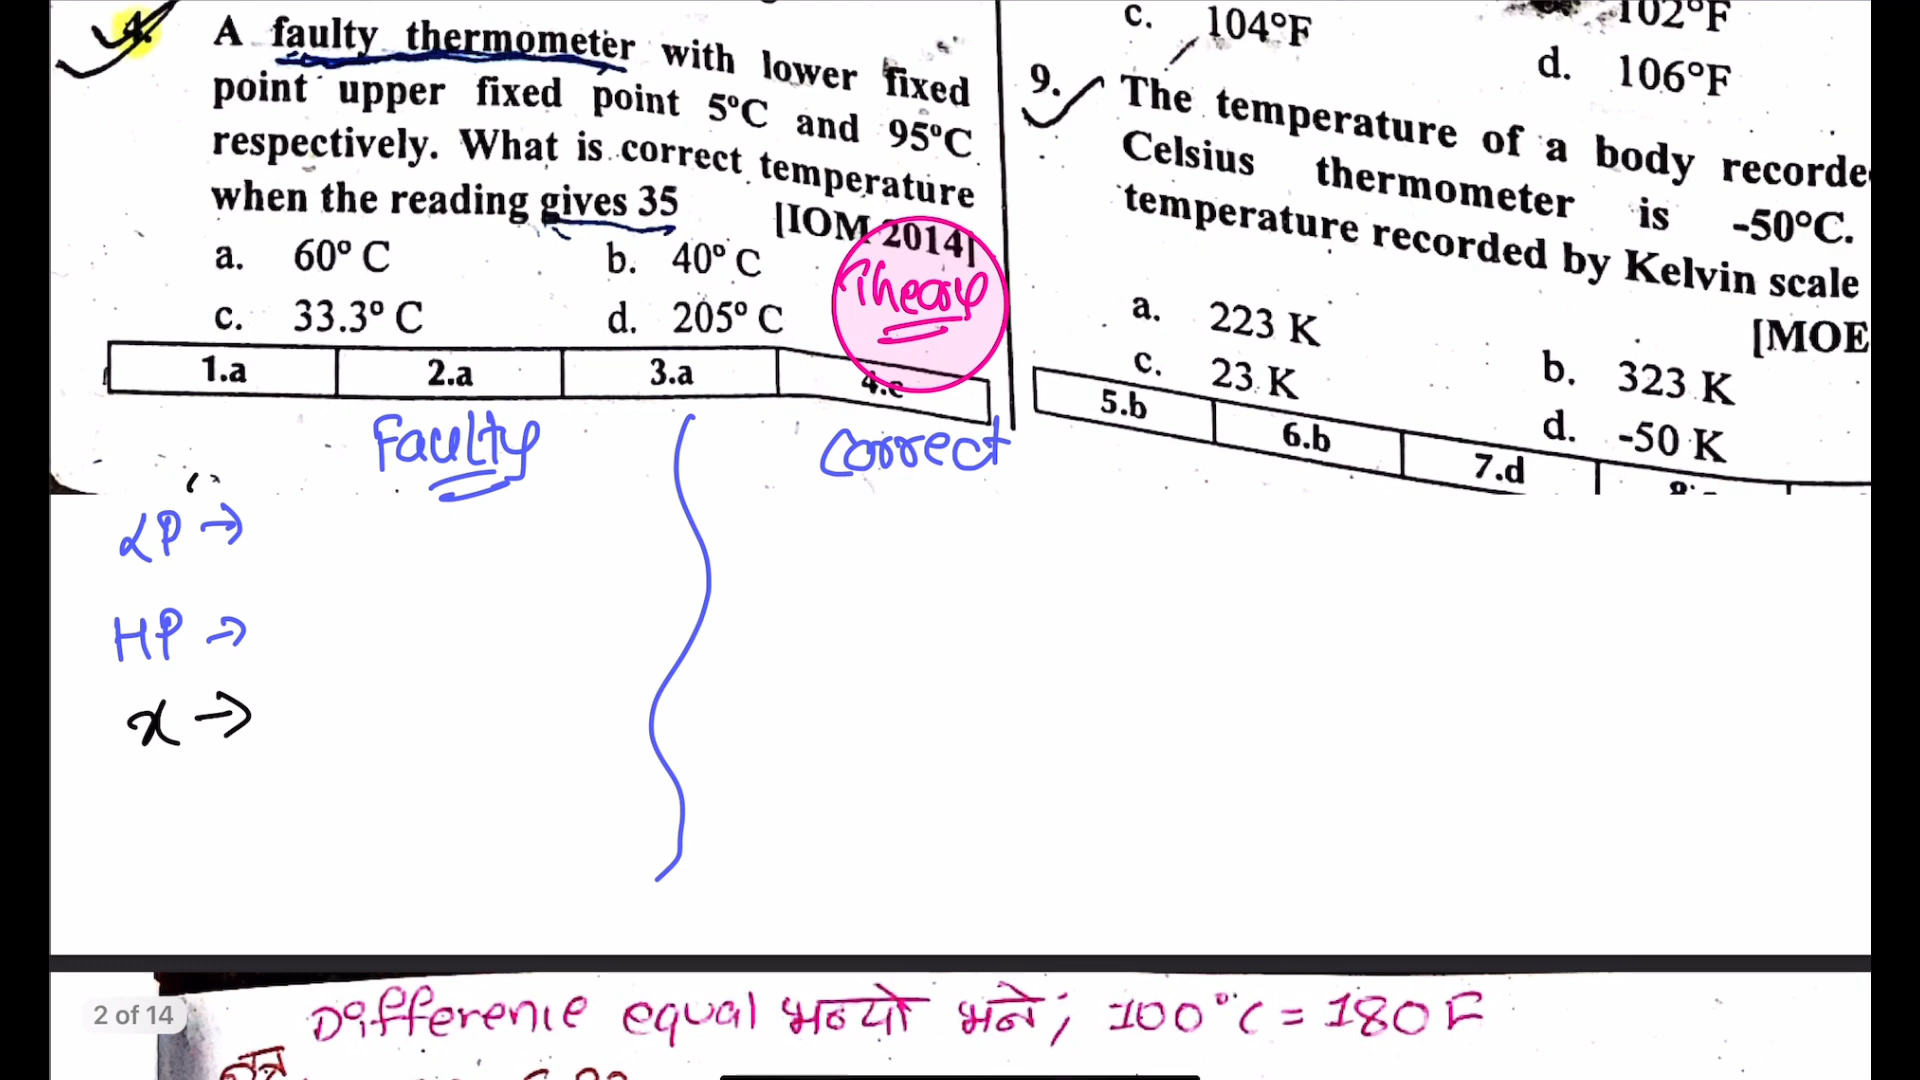 4.
A faulty thermometer with lower fixed
point upper fixed point 5°C and 95°C
respectively. What is correct temperature
when the reading gives 35
[IOM 2014]
a. 60° C b. 40° C
c. 33.3° C d. 205° C
Theory
1.a 2.a 3.a 4.c
c. 104°F 102°F
d. 106°F
9. The temperature of a body recorde
Celsius thermometer is -50°C.
temperature recorded by Kelvin scale
[MOE
a. 223 K b. 323 K
c. 23 K d. -50 K
5.b 6.b 7.d
Faulty correct
LP →
HP →
x →
2 of 14
Difference equal भन्यो भने; 100°C = 180 F